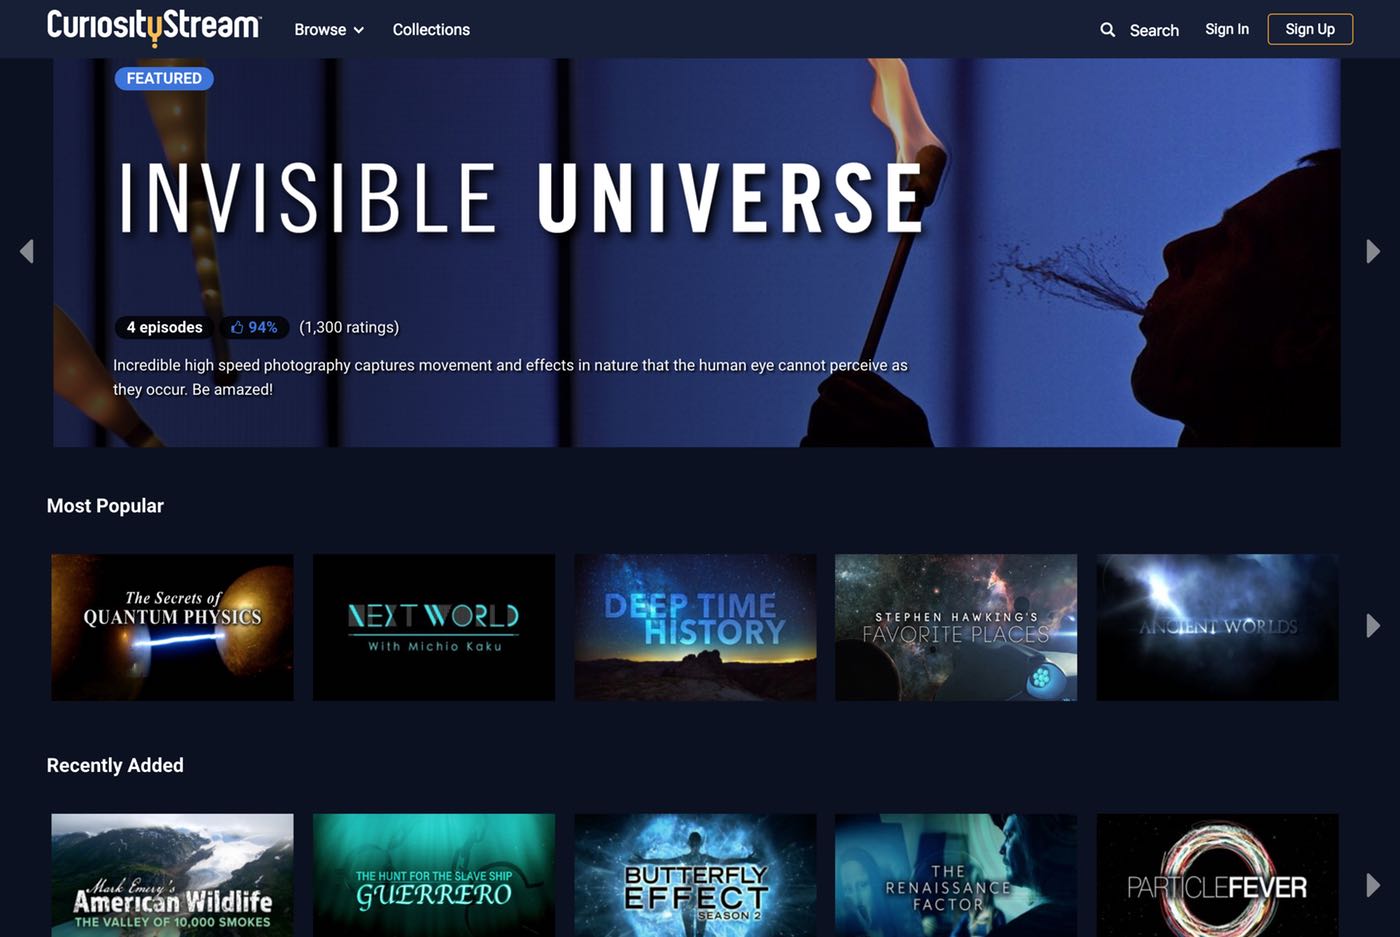 CuriosityStream
Browse
Collections
Search
Sign In
Sign Up
FEATURED
INVISIBLE UNIVERSE
4 episodes
94%
(1,300 ratings)
Incredible high speed photography captures movement and effects in nature that the human eye cannot perceive as
they occur. Be amazed!
Most Popular
The Secrets of
QUANTUM PHYSICS
NEXT WORLD
With Michio Kaku
DEEP TIME
HISTORY
STEPHEN HAWKING'S
FAVORITE PLACES
ANCIENT WORLDS
Recently Added
Mark Emery's
American Wildlife
THE VALLEY OF 10,000 SMOKES
THE HUNT FOR THE SLAVE SHIP
GUERRERO
BUTTERFLY
EFFECT
SEASON 2
THE
RENAISSANCE
FACTOR
PARTICLEFEVER